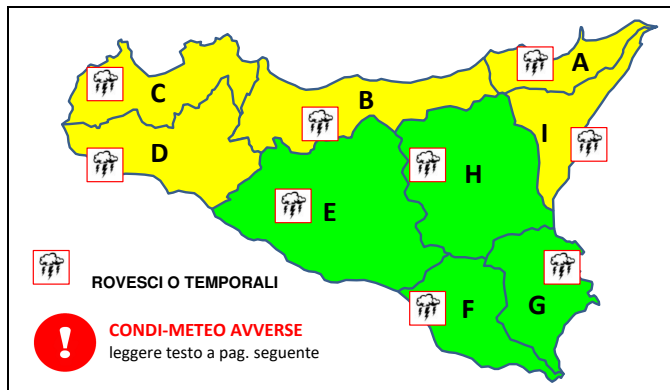 A
C
B
I
D
H
E
F
G
ROVESCI O TEMPORALI
CONDI-METEO AVVERSE
leggere testo a pag. seguente